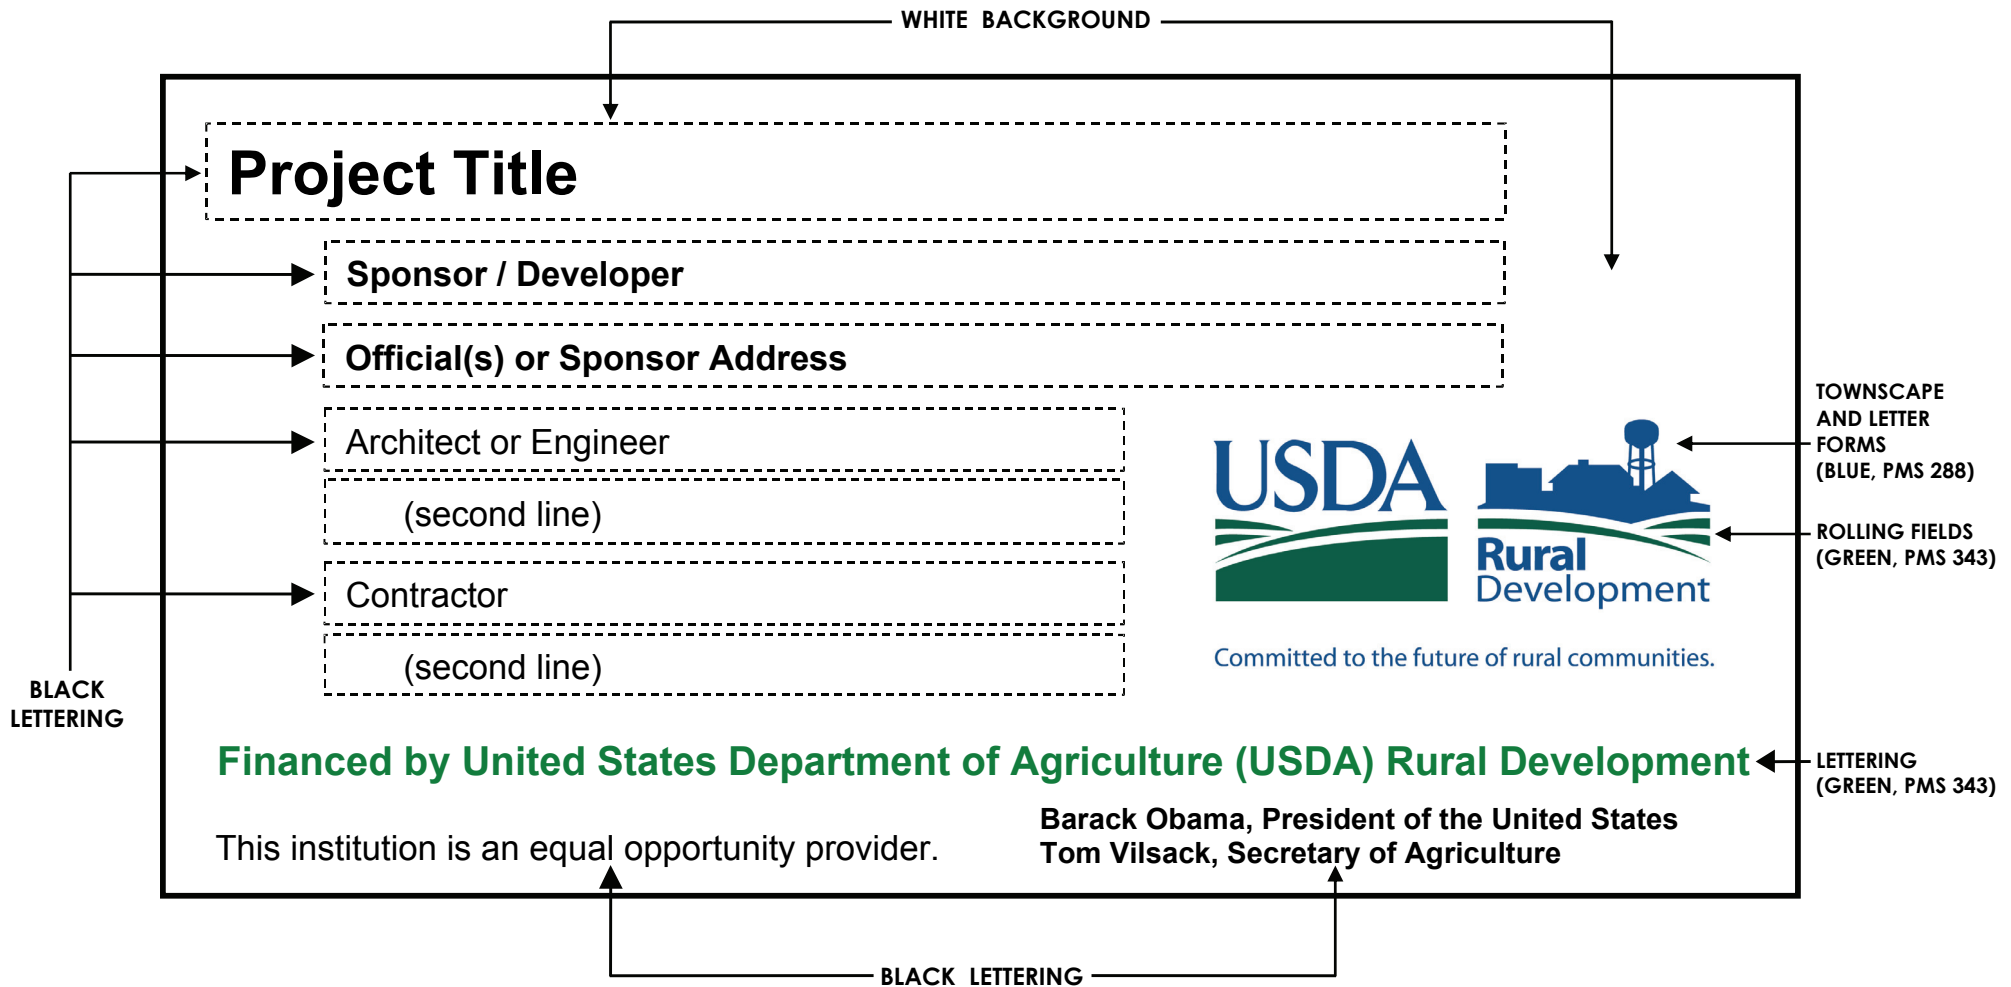 WHITE BACKGROUND
Project Title
Sponsor / Developer
Official(s) or Sponsor Address
Architect or Engineer
(second line)
Contractor
(second line)
BLACK
LETTERING
USDA
Rural
Development
Committed to the future of rural communities.
TOWNSCAPE
AND LETTER
FORMS
(BLUE, PMS 288)
ROLLING FIELDS
(GREEN, PMS 343)
Financed by United States Department of Agriculture (USDA) Rural Development
LETTERING
(GREEN, PMS 343)
This institution is an equal opportunity provider.
Barack Obama, President of the United States
Tom Vilsack, Secretary of Agriculture
BLACK LETTERING